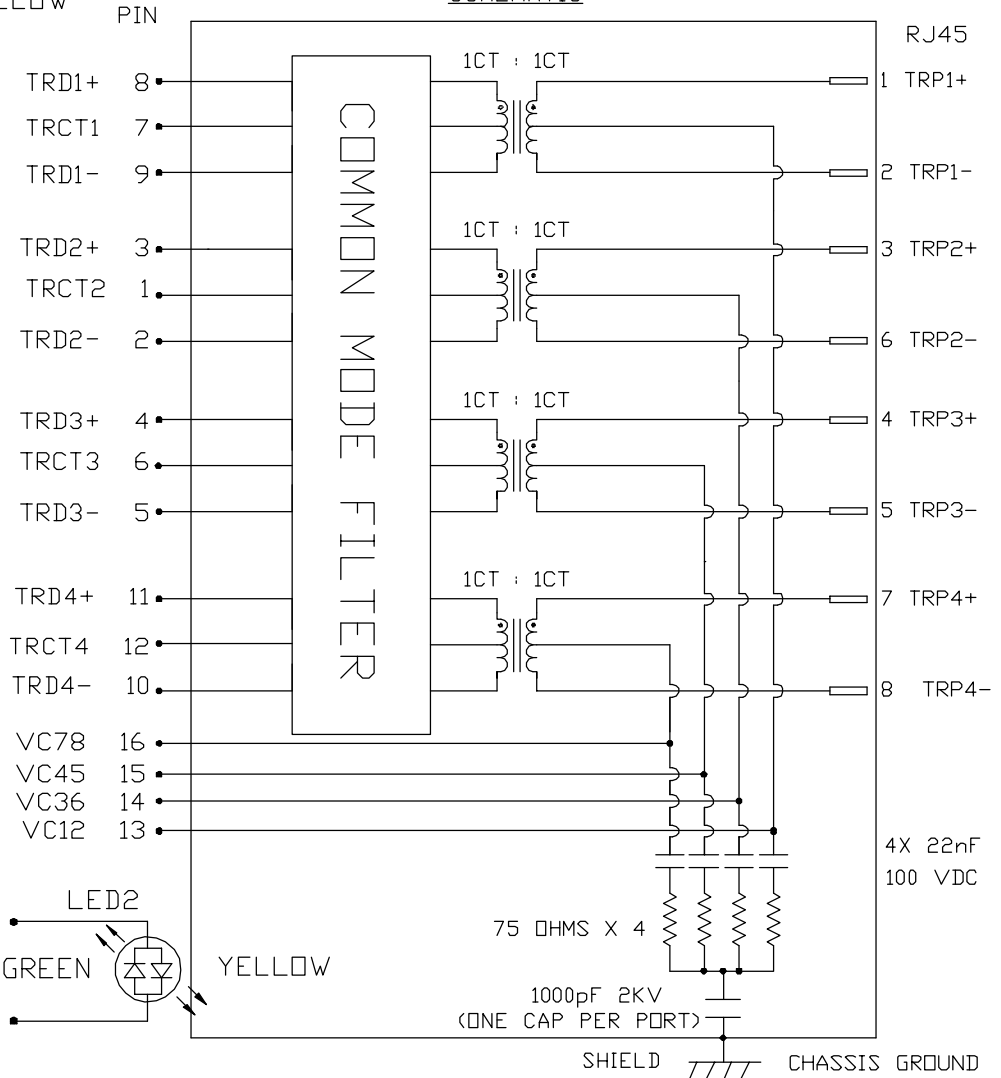 PIN
RJ45
1CT : 1CT
TRD1+ 8
1 TRP1+
TRCT1 7
TRD1- 9
2 TRP1-
1CT : 1CT
TRD2+ 3
3 TRP2+
TRCT2 1
TRD2- 2
6 TRP2-
COMMON MODE FILTER
1CT : 1CT
TRD3+ 4
4 TRP3+
TRCT3 6
TRD3- 5
5 TRP3-
1CT : 1CT
TRD4+ 11
7 TRP4+
TRCT4 12
TRD4- 10
8 TRP4-
VC78 16
VC45 15
VC36 14
VC12 13
4X 22nF
100 VDC
LED2
75 OHMS X 4
GREEN
YELLOW
1000pF 2KV
(ONE CAP PER PORT)
SHIELD
CHASSIS GROUND